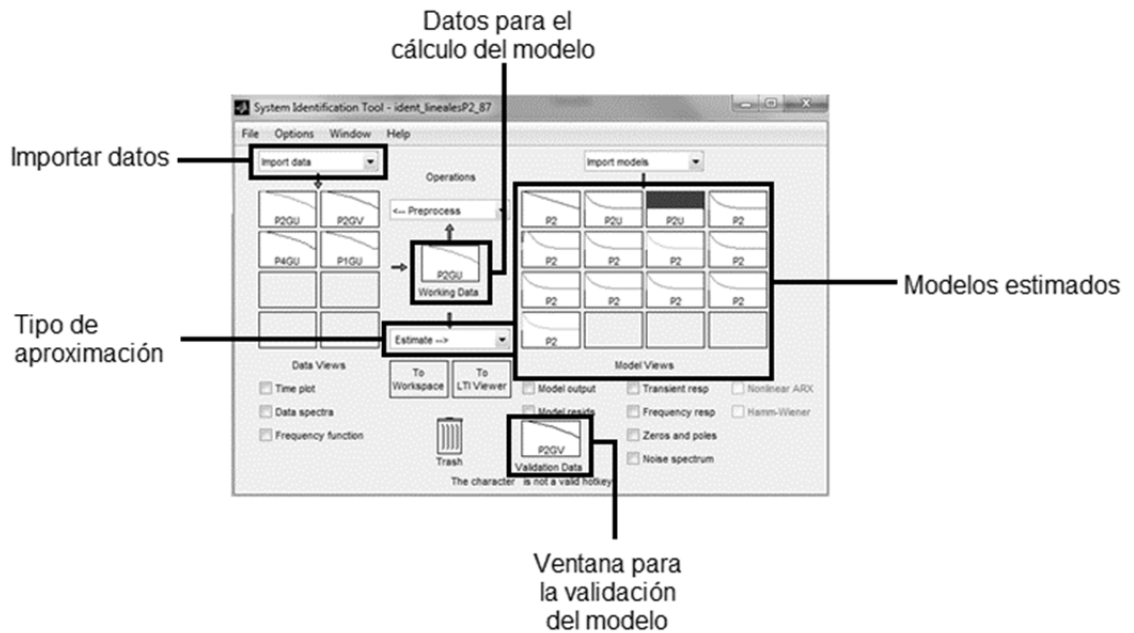 Datos para el
cálculo del modelo
System Identification Tool - ident_linealesP2_87
File Options Window Help
Importar datos
Import data
Import models
Operations
P2GU P2GV
<--- Preprocess
P2 P2U P2U P2
P4GU P1GU
P2GU
Working Data
P2 P2 P2 P2
P2 P2 P2 P2
Modelos estimados
Tipo de
aproximación
Estimate -->
P2
Data Views
To
Workspace
To
LTI Viewer
Model Views
Time plot
Model output
Transient resp
Nonlinear ARX
Data spectra
Model resids
Frequency resp
Hamm-Wiener
Frequency function
Zeros and poles
Trash
P2GV
Validation Data
Noise spectrum
The character is not a valid hotkey
Ventana para
la validación
del modelo